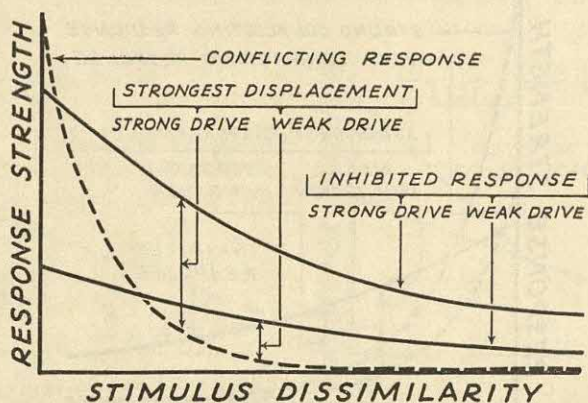 CONFLICTING RESPONSE
STRONGEST DISPLACEMENT
STRONG DRIVE WEAK DRIVE
INHIBITED RESPONSE
STRONG DRIVE WEAK DRIVE
RESPONSE STRENGTH
STIMULUS DISSIMILARITY